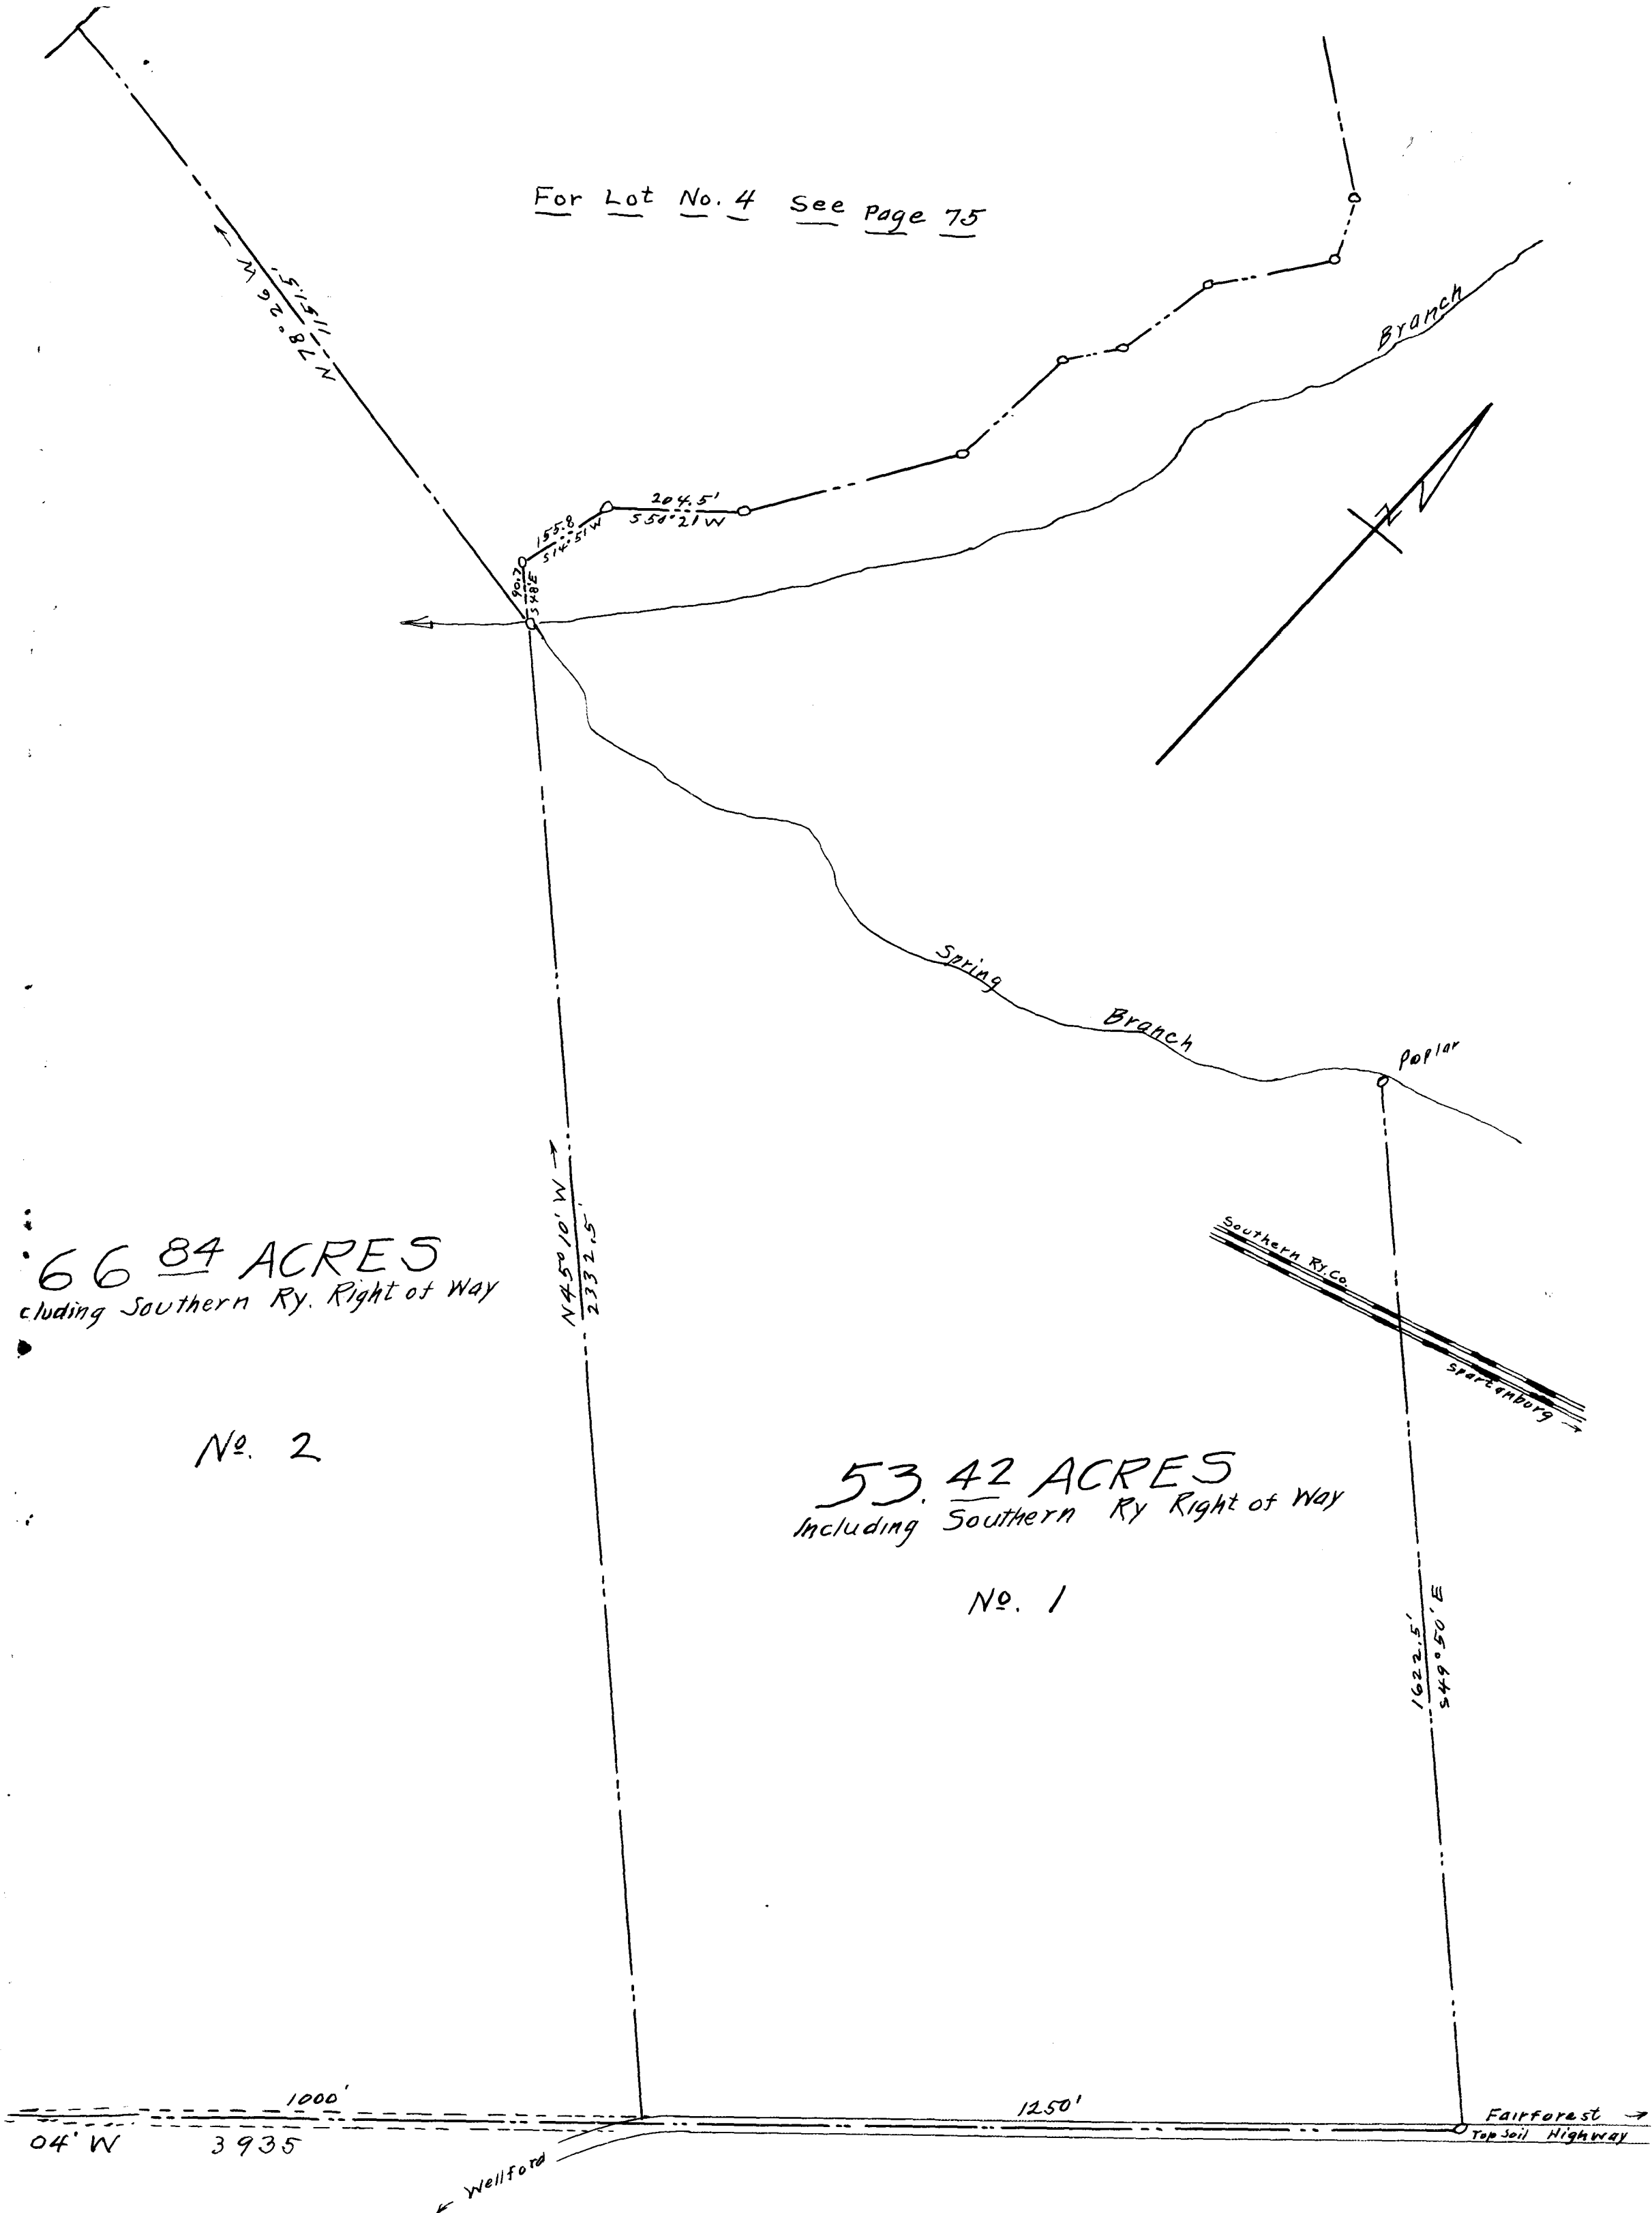 For Lot No. 4 See Page 75
N 78° 26 W
1151.5'
Branch
204.5'
S 50° 21 W
155.8
S 14° 51 W
90.7
S 48 E
N
Spring Branch
Poplar
N 45° 10' W
2332.5'
Southern Ry. Co.
Spartanburg
66 84 ACRES
cluding Southern Ry. Right of Way
No. 2
53.42 ACRES
Including Southern Ry Right of Way
No. 1
1622.5'
S 49° 50' E
1000'
1250'
04' W 3935
Fairforest
Top Soil Highway
Wellford